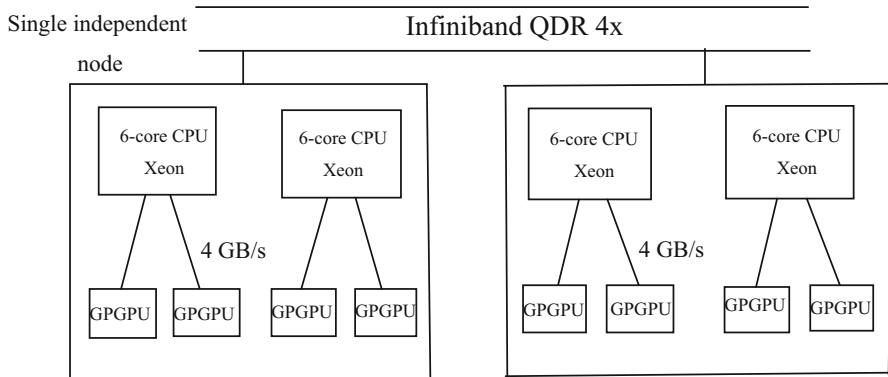 Single independent
node
Infiniband QDR 4x
6-core CPU
Xeon
6-core CPU
Xeon
4 GB/s
GPGPU
GPGPU
GPGPU
GPGPU
6-core CPU
Xeon
6-core CPU
Xeon
4 GB/s
GPGPU
GPGPU
GPGPU
GPGPU